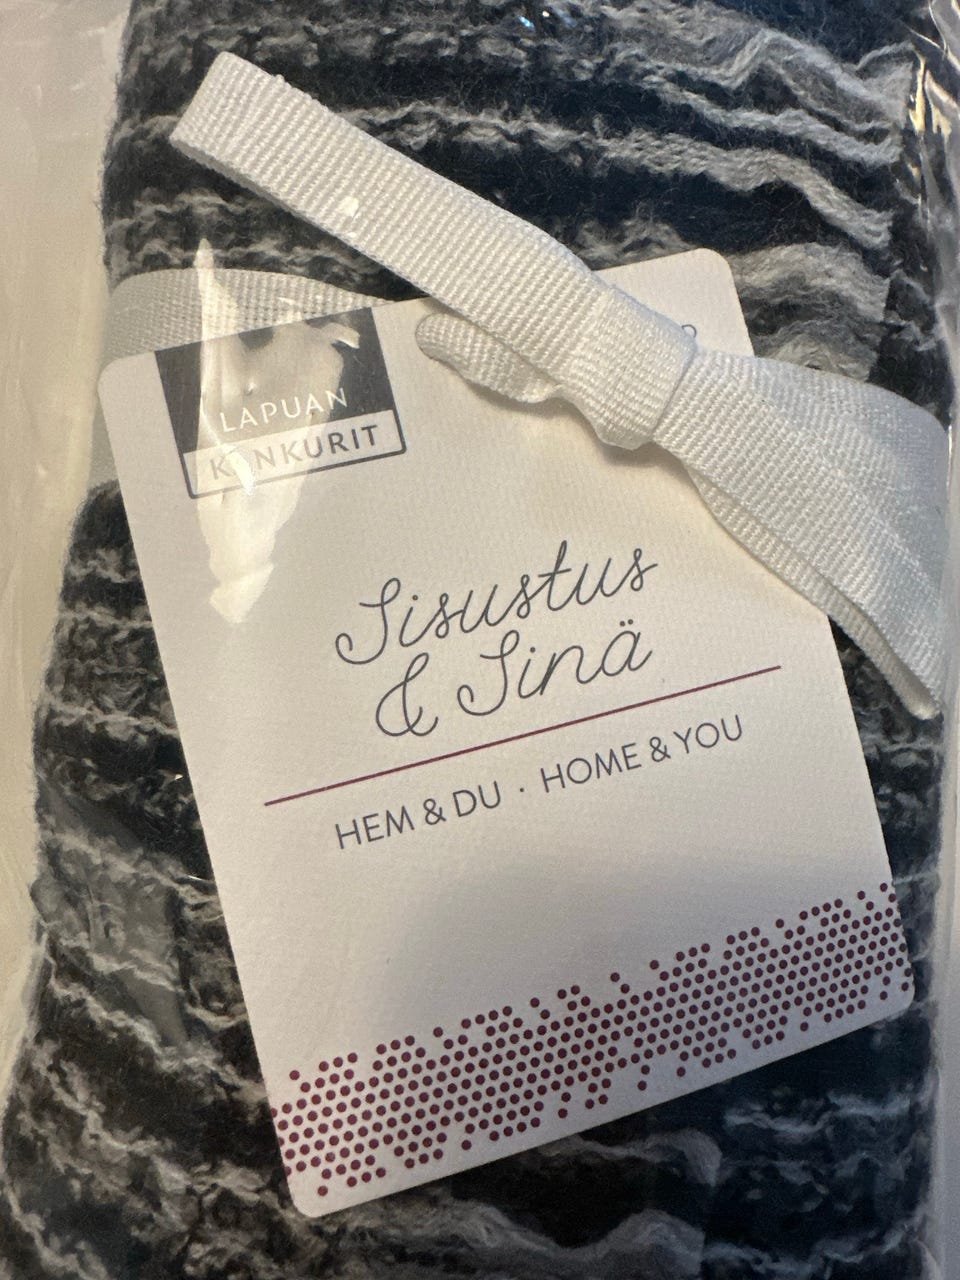 LAPUAN
KANKURIT
Sisustus
& Sinä
HEM & DU · HOME & YOU